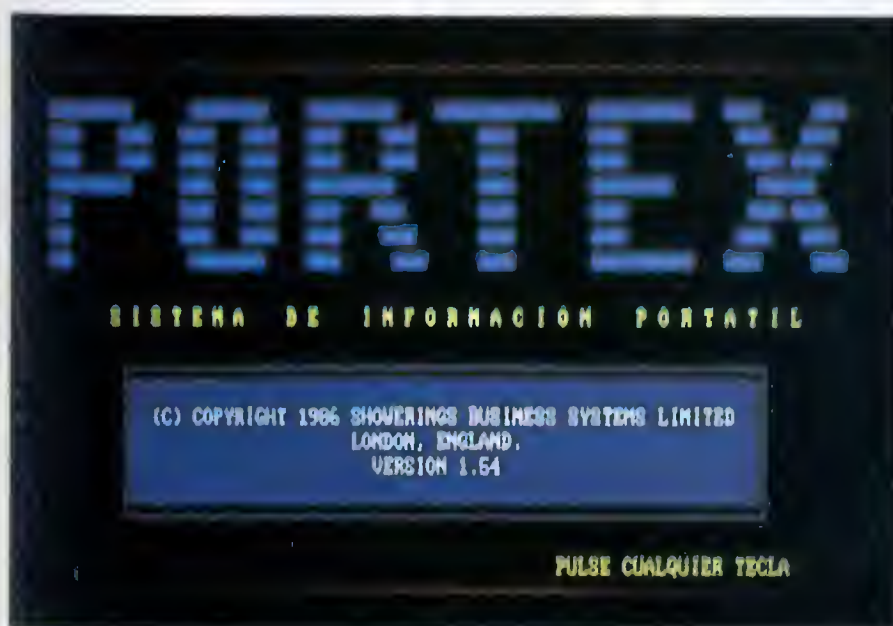 PORTEX
SISTEMA DE INFORMACION PORTATIL
(C) COPYRIGHT 1986 SHOWERINGS BUSINESS SYSTEMS LIMITED
LONDON, ENGLAND.
VERSION 1.54
PULSE CUALQUIER TECLA